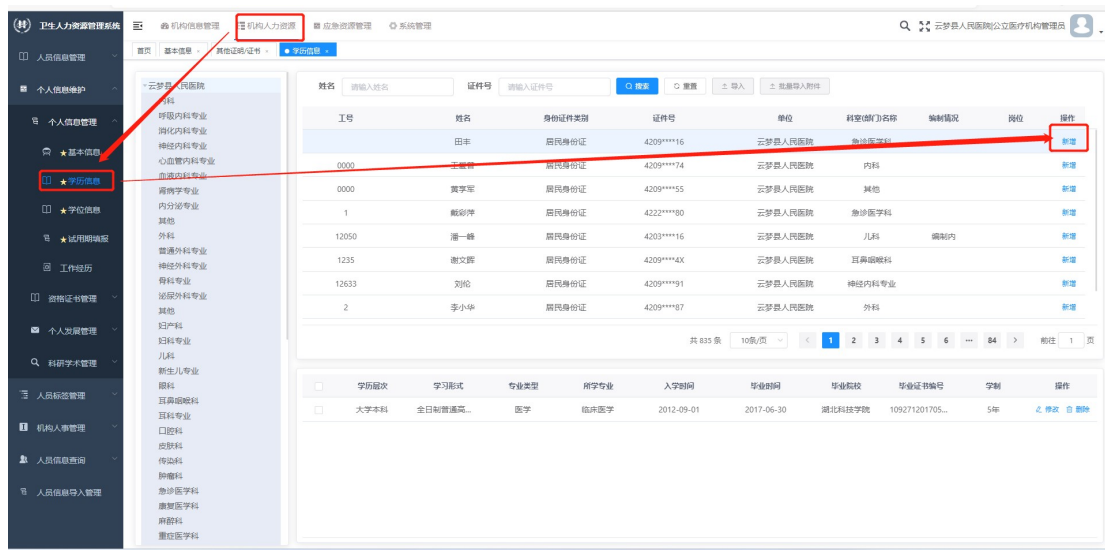 卫生人力资源管理系统 机构信息管理 机构人力资源 应急资源管理 系统管理 云梦县人民医院|公立医疗机构管理员
首页 基本信息 其他证明/证书 学历信息
人员信息管理
个人信息维护
个人信息管理
★基本信息
★学历信息
★学位信息
★试用期填报
工作经历
资格证书管理
个人发展管理
科研学术管理
人员标签管理
机构人事管理
人员信息查询
人员信息导入管理
云梦县人民医院
内科
呼吸内科专业
消化内科专业
神经内科专业
心血管内科专业
血液内科专业
肾病学专业
内分泌专业
其他
外科
普通外科专业
神经外科专业
骨科专业
泌尿外科专业
其他
妇产科
妇科专业
儿科
新生儿专业
眼科
耳鼻咽喉科
耳科专业
口腔科
皮肤科
传染科
肿瘤科
急诊医学科
康复医学科
麻醉科
重症医学科
姓名 请输入姓名 证件号 请输入证件号 搜索 重置 导入 批量导入附件
工号 姓名 身份证件类别 证件号 单位 科室(部门)名称 编制情况 岗位 操作
田丰 居民身份证 4209****16 云梦县人民医院 急诊医学科 新增
0000 居民身份证 4209****74 云梦县人民医院 内科 新增
0000 黄享军 居民身份证 4209****55 云梦县人民医院 其他 新增
1 戴彩萍 居民身份证 4222****80 云梦县人民医院 急诊医学科 新增
12050 潘一峰 居民身份证 4203****16 云梦县人民医院 儿科 编制内 新增
1235 谢文辉 居民身份证 4209****4X 云梦县人民医院 耳鼻咽喉科 新增
12633 刘伦 居民身份证 4209****91 云梦县人民医院 神经内科专业 新增
2 李小华 居民身份证 4209****87 云梦县人民医院 外科 新增
共 835 条 10条/页 < 1 2 3 4 5 6 ··· 84 > 前往 1 页
学历层次 学习形式 专业类型 所学专业 入学时间 毕业时间 毕业院校 毕业证书编号 学制 操作
大学本科 全日制普通高... 医学 临床医学 2012-09-01 2017-06-30 湖北科技学院 109271201705... 5年 修改 删除